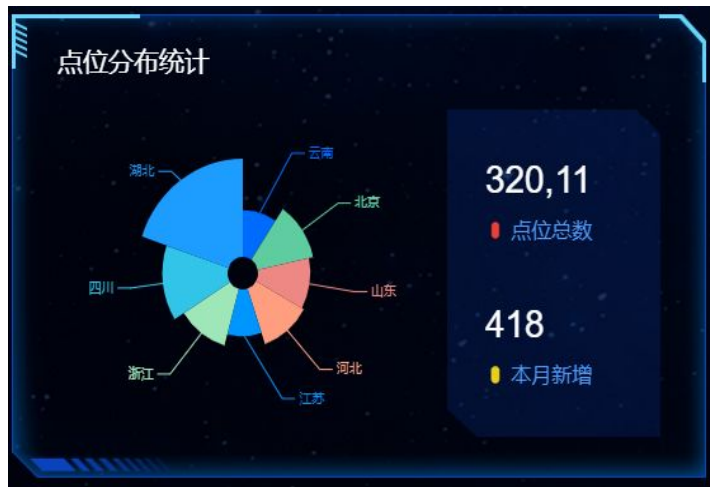 点位分布统计
云南
湖北
北京
四川
山东
浙江
河北
江苏
320,11
点位总数
418
本月新增